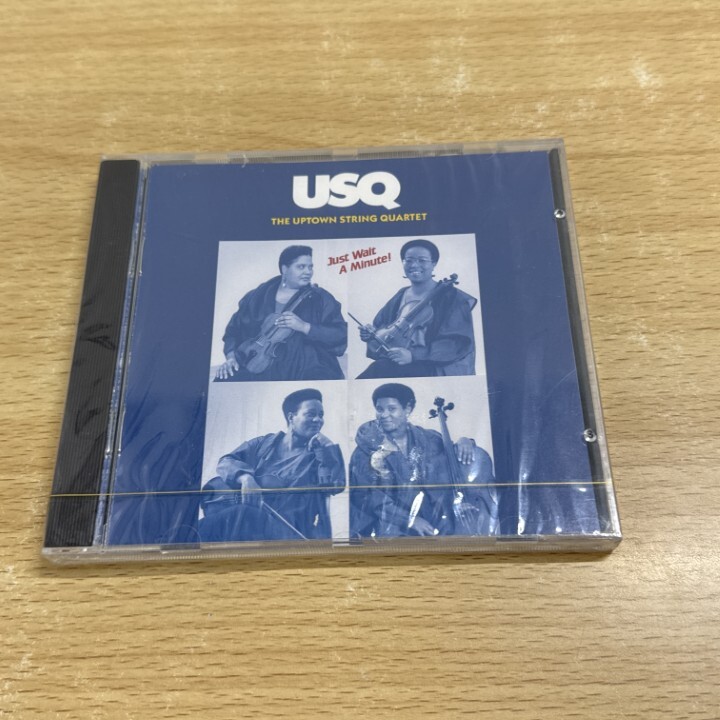 USQ
THE UPTOWN STRING QUARTET
Just Wait
A Minute!